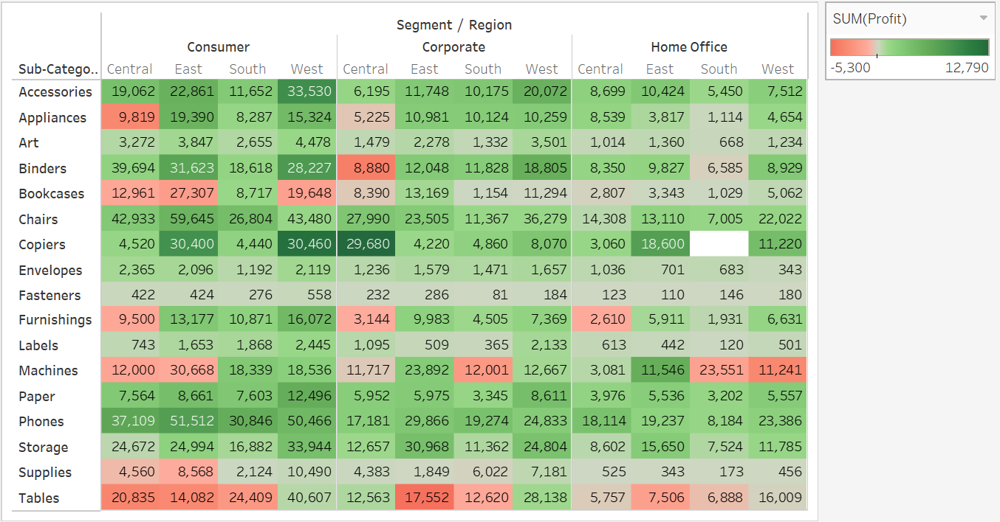 Segment / Region
SUM(Profit)
Consumer Corporate Home Office
-5,300 12,790
Sub-Catego.. Central East South West Central East South West Central East South West
Accessories 19,062 22,861 11,652 33,530 6,195 11,748 10,175 20,072 8,699 10,424 5,450 7,512
Appliances 9,819 19,390 8,287 15,324 5,225 10,981 10,124 10,259 8,539 3,817 1,114 4,654
Art 3,272 3,847 2,655 4,478 1,479 2,278 1,332 3,501 1,014 1,360 668 1,234
Binders 39,694 31,623 18,618 28,227 8,880 12,048 11,828 18,805 8,350 9,827 6,585 8,929
Bookcases 12,961 27,307 8,717 19,648 8,390 13,169 1,154 11,294 2,807 3,343 1,029 5,062
Chairs 42,933 59,645 26,804 43,480 27,990 23,505 11,367 36,279 14,308 13,110 7,005 22,022
Copiers 4,520 30,400 4,440 30,460 29,680 4,220 4,860 8,070 3,060 18,600 11,220
Envelopes 2,365 2,096 1,192 2,119 1,236 1,579 1,471 1,657 1,036 701 683 343
Fasteners 422 424 276 558 232 286 81 184 123 110 146 180
Furnishings 9,500 13,177 10,871 16,072 3,144 9,983 4,505 7,369 2,610 5,911 1,931 6,631
Labels 743 1,653 1,868 2,445 1,095 509 365 2,133 613 442 120 501
Machines 12,000 30,668 18,339 18,536 11,717 23,892 12,001 12,667 3,081 11,546 23,551 11,241
Paper 7,564 8,661 7,603 12,496 5,952 5,975 3,345 8,611 3,976 5,536 3,202 5,557
Phones 37,109 51,512 30,846 50,466 17,181 29,866 19,274 24,833 18,114 19,237 8,184 23,386
Storage 24,672 24,994 16,882 33,944 12,657 30,968 11,362 24,804 8,602 15,650 7,524 11,785
Supplies 4,560 8,568 2,124 10,490 4,383 1,849 6,022 7,181 525 343 173 456
Tables 20,835 14,082 24,409 40,607 12,563 17,552 12,620 28,138 5,757 7,506 6,888 16,009